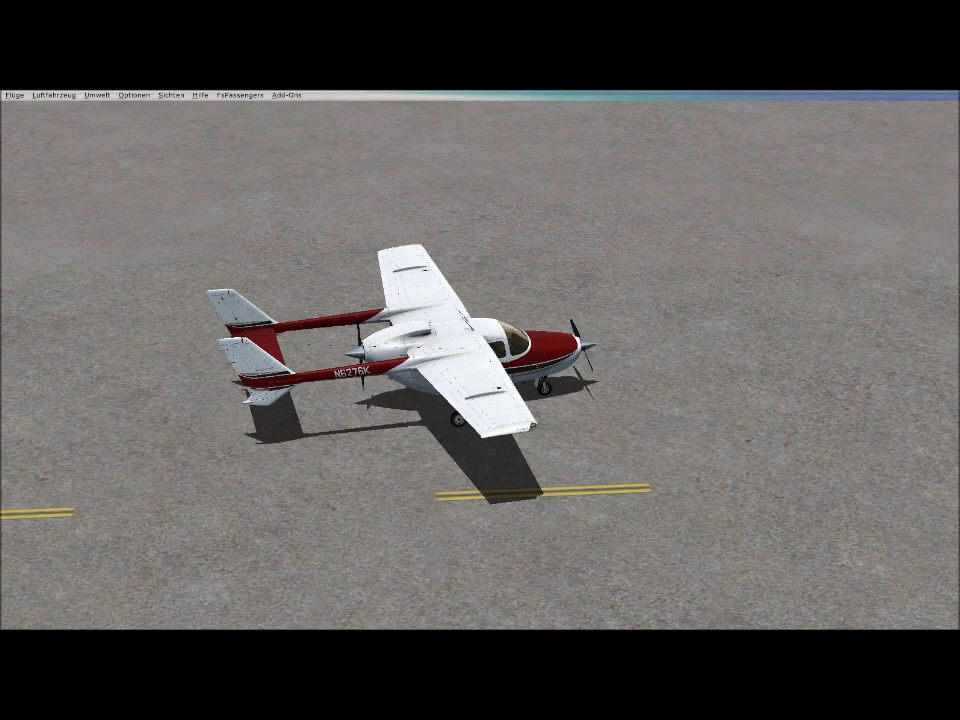 Flüge Luftfahrzeug Umwelt Optionen Sichten Hilfe FsPassengers Add-Ons
N5276K